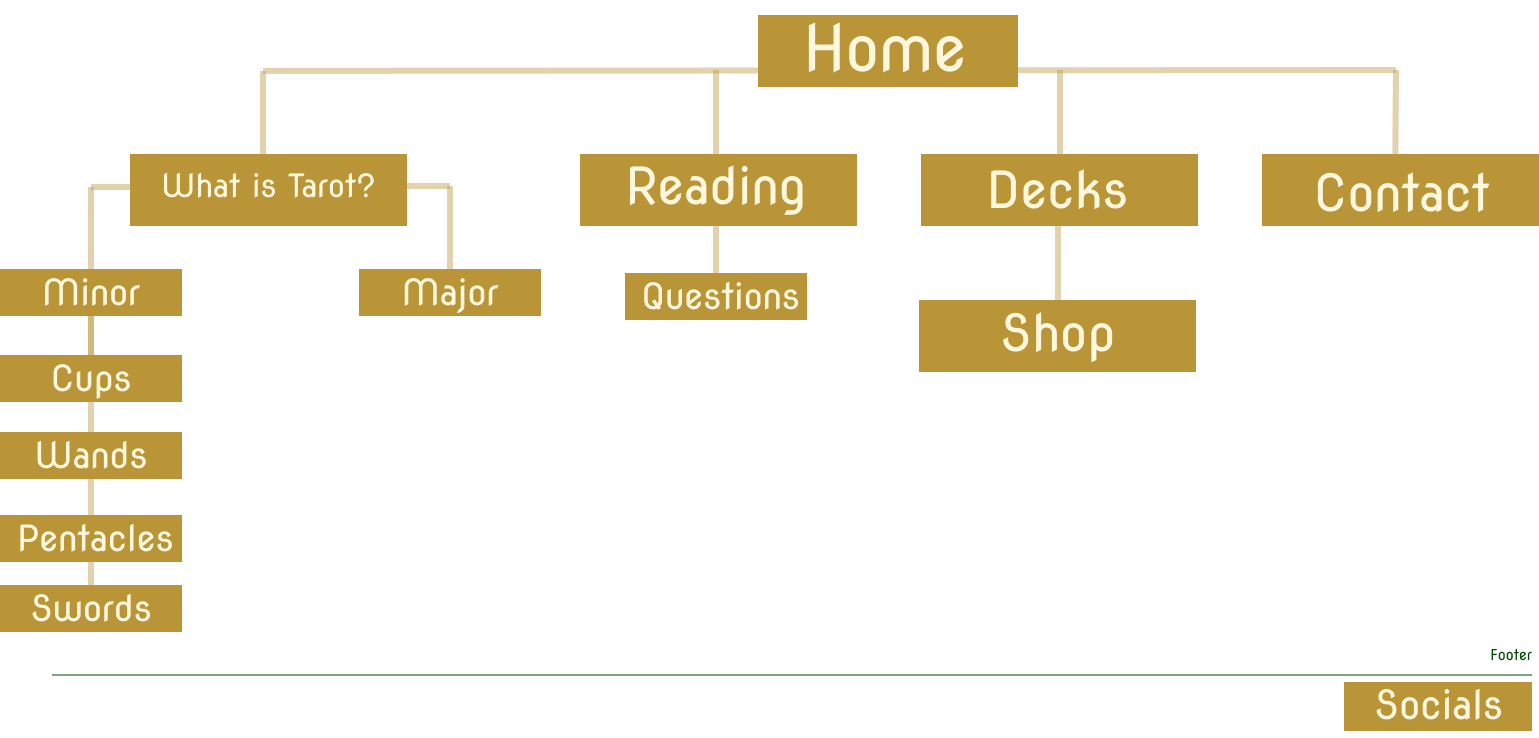 Home
What is Tarot?
Reading
Decks
Contact
Minor
Major
Questions
Shop
Cups
Wands
Pentacles
Swords
Footer
Socials